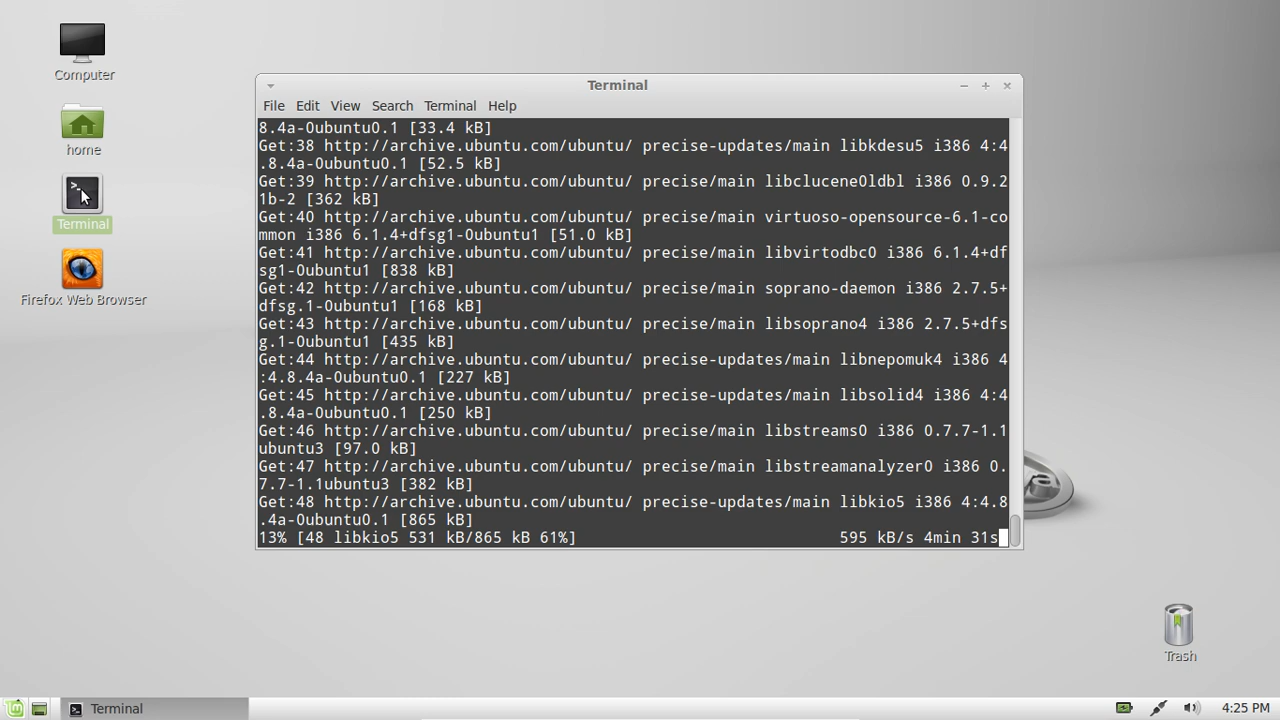 Computer
home
Terminal
Firefox Web Browser
Terminal
File Edit View Search Terminal Help
8.4a-0ubuntu0.1 [33.4 kB]
Get:38 http://archive.ubuntu.com/ubuntu/ precise-updates/main libkdesu5 i386 4:4
.8.4a-0ubuntu0.1 [52.5 kB]
Get:39 http://archive.ubuntu.com/ubuntu/ precise/main libclucene0ldbl i386 0.9.2
1b-2 [362 kB]
Get:40 http://archive.ubuntu.com/ubuntu/ precise/main virtuoso-opensource-6.1-co
mmon i386 6.1.4+dfsg1-0ubuntu1 [51.0 kB]
Get:41 http://archive.ubuntu.com/ubuntu/ precise/main libvirtodbc0 i386 6.1.4+df
sg1-0ubuntu1 [838 kB]
Get:42 http://archive.ubuntu.com/ubuntu/ precise/main soprano-daemon i386 2.7.5+
dfsg.1-0ubuntu1 [168 kB]
Get:43 http://archive.ubuntu.com/ubuntu/ precise/main libsoprano4 i386 2.7.5+dfs
g.1-0ubuntu1 [435 kB]
Get:44 http://archive.ubuntu.com/ubuntu/ precise-updates/main libnepomuk4 i386 4
:4.8.4a-0ubuntu0.1 [227 kB]
Get:45 http://archive.ubuntu.com/ubuntu/ precise-updates/main libsolid4 i386 4:4
.8.4a-0ubuntu0.1 [250 kB]
Get:46 http://archive.ubuntu.com/ubuntu/ precise/main libstreams0 i386 0.7.7-1.1
ubuntu3 [97.0 kB]
Get:47 http://archive.ubuntu.com/ubuntu/ precise/main libstreamanalyzer0 i386 0.
7.7-1.1ubuntu3 [382 kB]
Get:48 http://archive.ubuntu.com/ubuntu/ precise-updates/main libkio5 i386 4:4.8
.4a-0ubuntu0.1 [865 kB]
13% [48 libkio5 531 kB/865 kB 61%] 595 kB/s 4min 31s
Trash
Terminal
4:25 PM